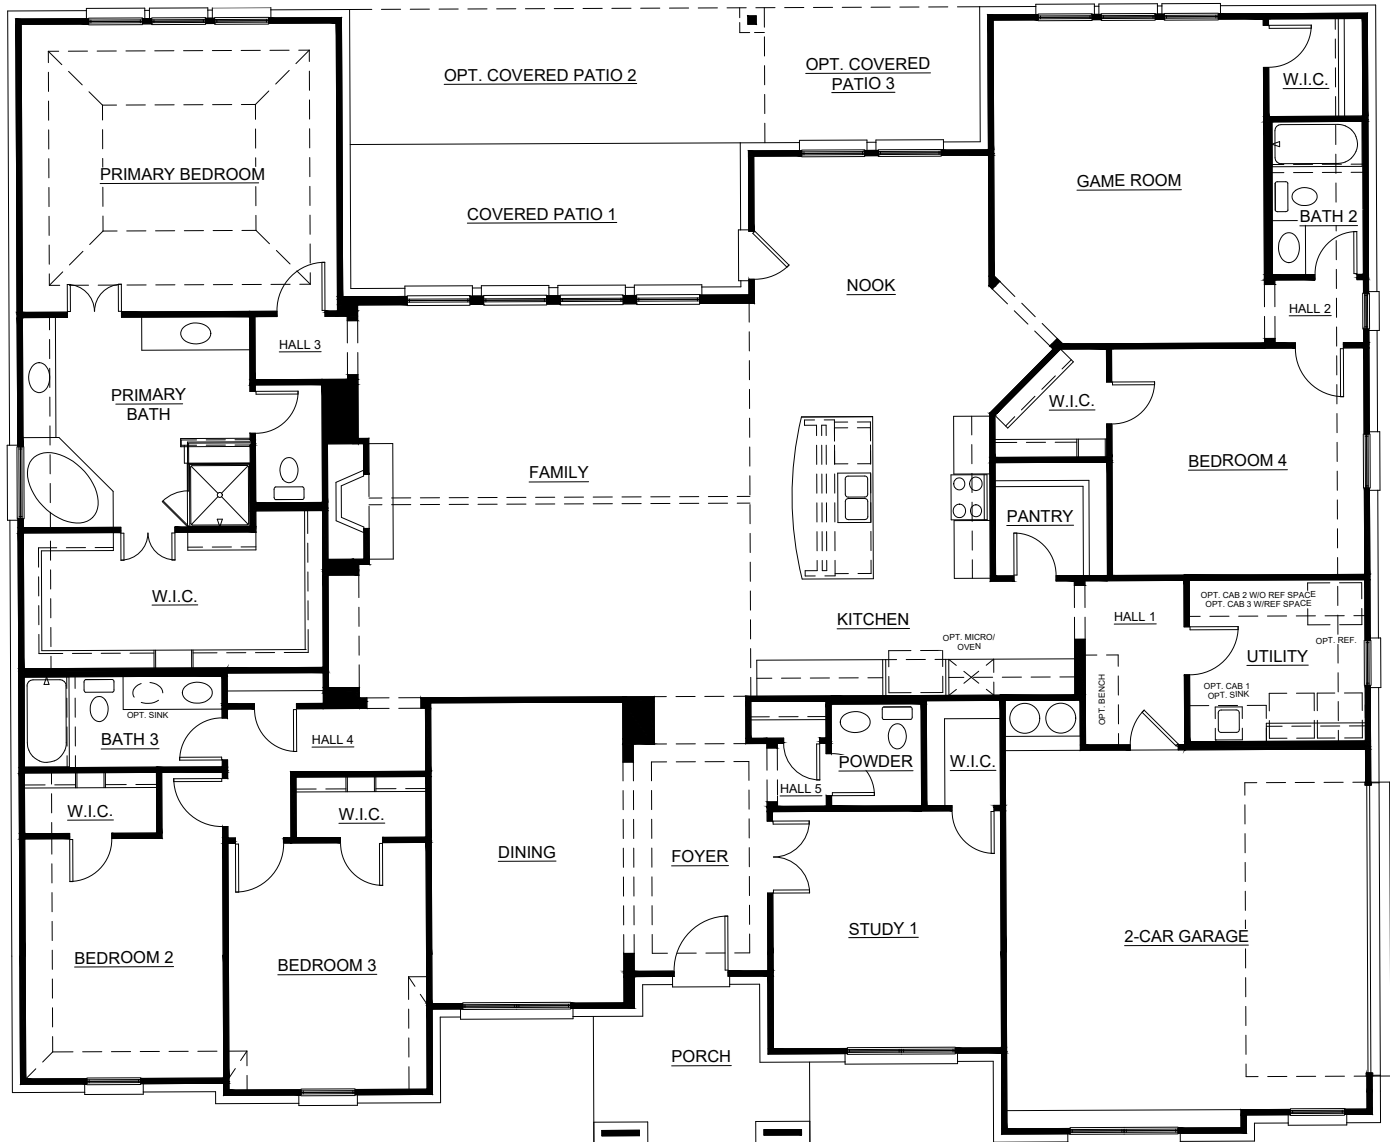 OPT. COVERED PATIO 2
OPT. COVERED
PATIO 3
W.I.C.
PRIMARY BEDROOM
GAME ROOM
COVERED PATIO 1
BATH 2
NOOK
HALL 2
HALL 3
PRIMARY
BATH
W.I.C.
FAMILY
BEDROOM 4
PANTRY
W.I.C.
OPT. CAB 2 W/O REF SPACE
OPT. CAB 3 W/REF SPACE
KITCHEN
HALL 1
OPT. MICRO/
OVEN
OPT. REF.
UTILITY
OPT. BENCH
OPT. CAB 1
OPT. SINK
OPT. SINK
BATH 3
HALL 4
POWDER
W.I.C.
HALL 5
W.I.C.
W.I.C.
DINING
FOYER
STUDY 1
2-CAR GARAGE
BEDROOM 2
BEDROOM 3
PORCH